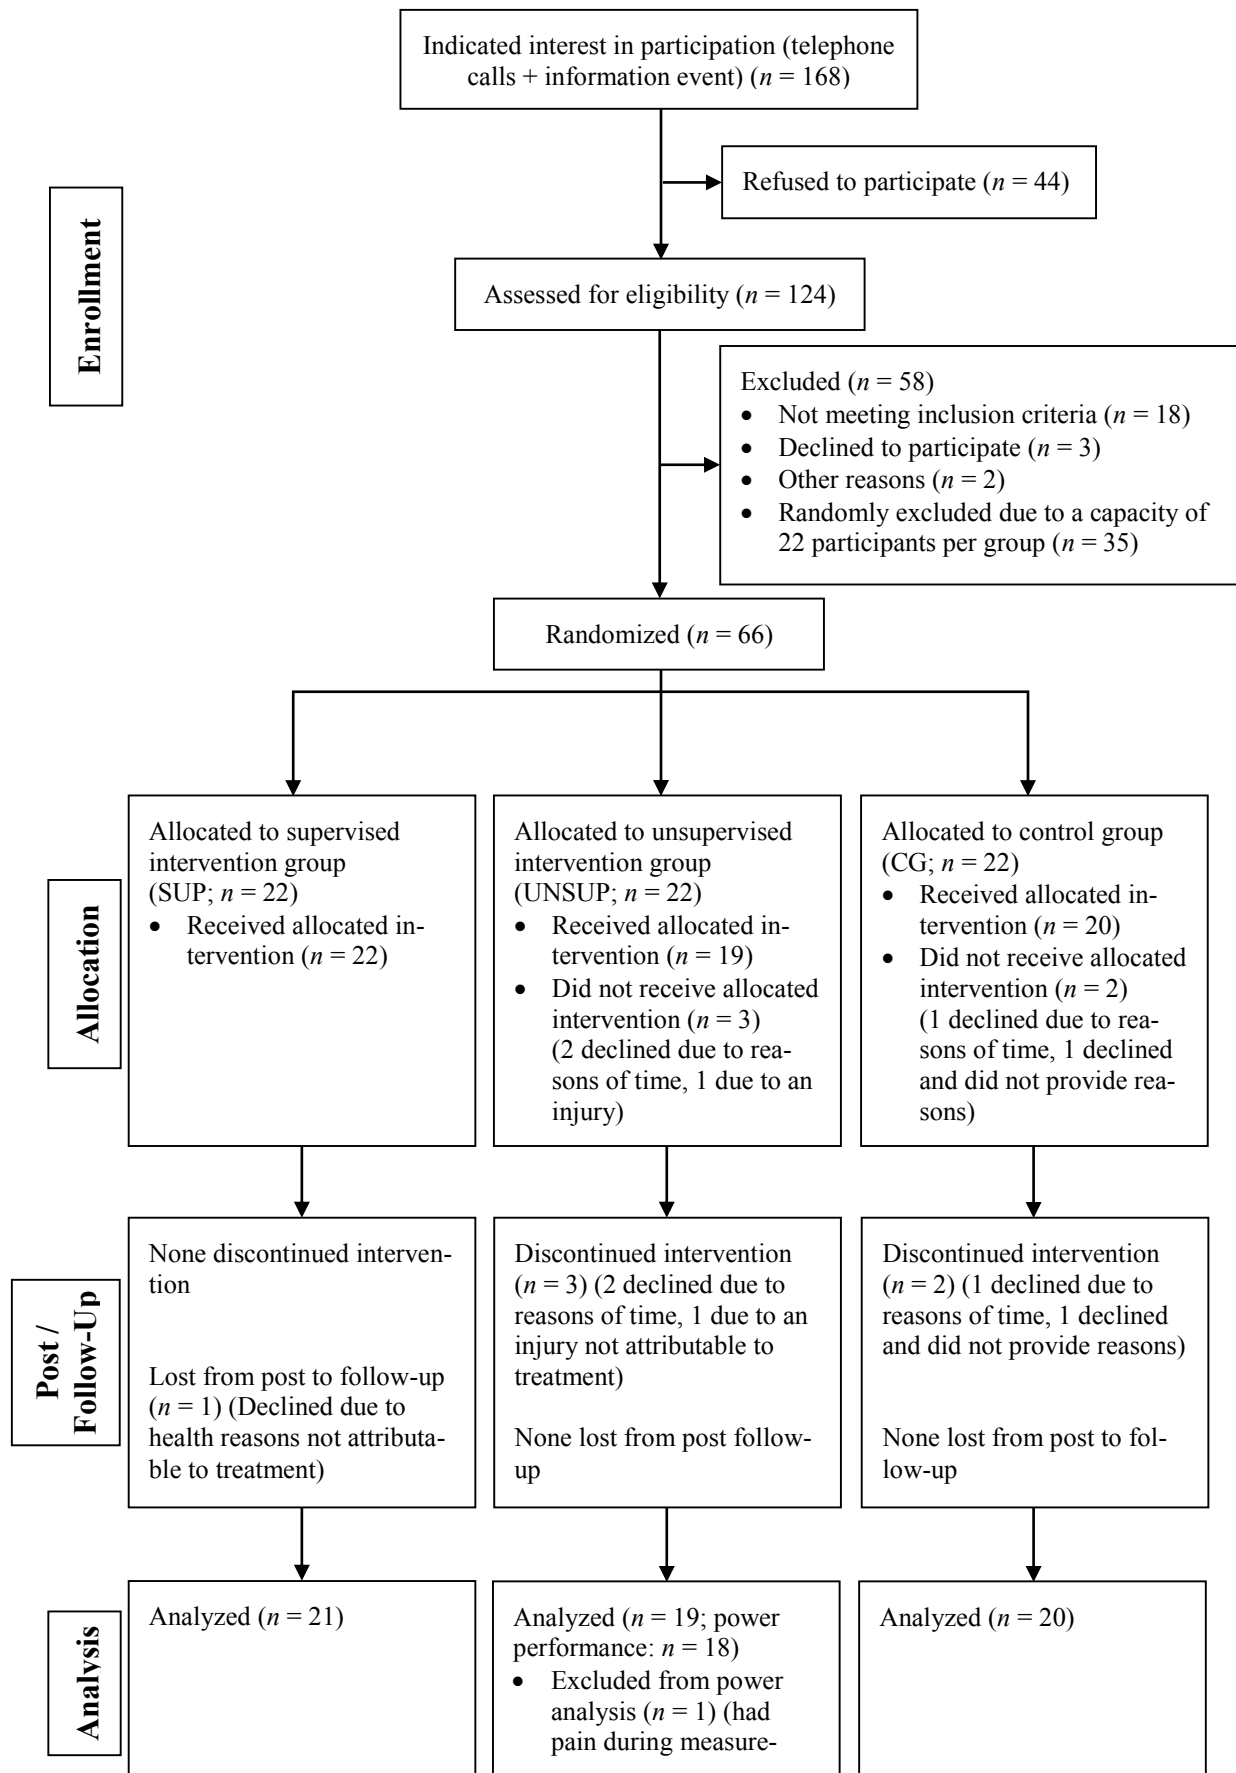 Indicated interest in participation (telephone
calls + information event) (n = 168)
Refused to participate (n = 44)
Enrollment
Assessed for eligibility (n = 124)
Excluded (n = 58)
• Not meeting inclusion criteria (n = 18)
• Declined to participate (n = 3)
• Other reasons (n = 2)
• Randomly excluded due to a capacity of
22 participants per group (n = 35)
Randomized (n = 66)
Allocation
Allocated to supervised
intervention group
(SUP; n = 22)
• Received allocated in-
tervention (n = 22)
Allocated to unsupervised
intervention group
(UNSUP; n = 22)
• Received allocated in-
tervention (n = 19)
• Did not receive allocated
intervention (n = 3)
(2 declined due to rea-
sons of time, 1 due to an
injury)
Allocated to control group
(CG; n = 22)
• Received allocated in-
tervention (n = 20)
• Did not receive allocated
intervention (n = 2)
(1 declined due to rea-
sons of time, 1 declined
and did not provide rea-
sons)
Post /
Follow-Up
None discontinued interven-
tion
Lost from post to follow-up
(n = 1) (Declined due to
health reasons not attributa-
ble to treatment)
Discontinued intervention
(n = 3) (2 declined due to
reasons of time, 1 due to an
injury not attributable to
treatment)
None lost from post follow-
up
Discontinued intervention
(n = 2) (1 declined due to
reasons of time, 1 declined
and did not provide reasons)
None lost from post to fol-
low-up
Analysis
Analyzed (n = 21)
Analyzed (n = 19; power
performance: n = 18)
• Excluded from power
analysis (n = 1) (had
pain during measure-
Analyzed (n = 20)